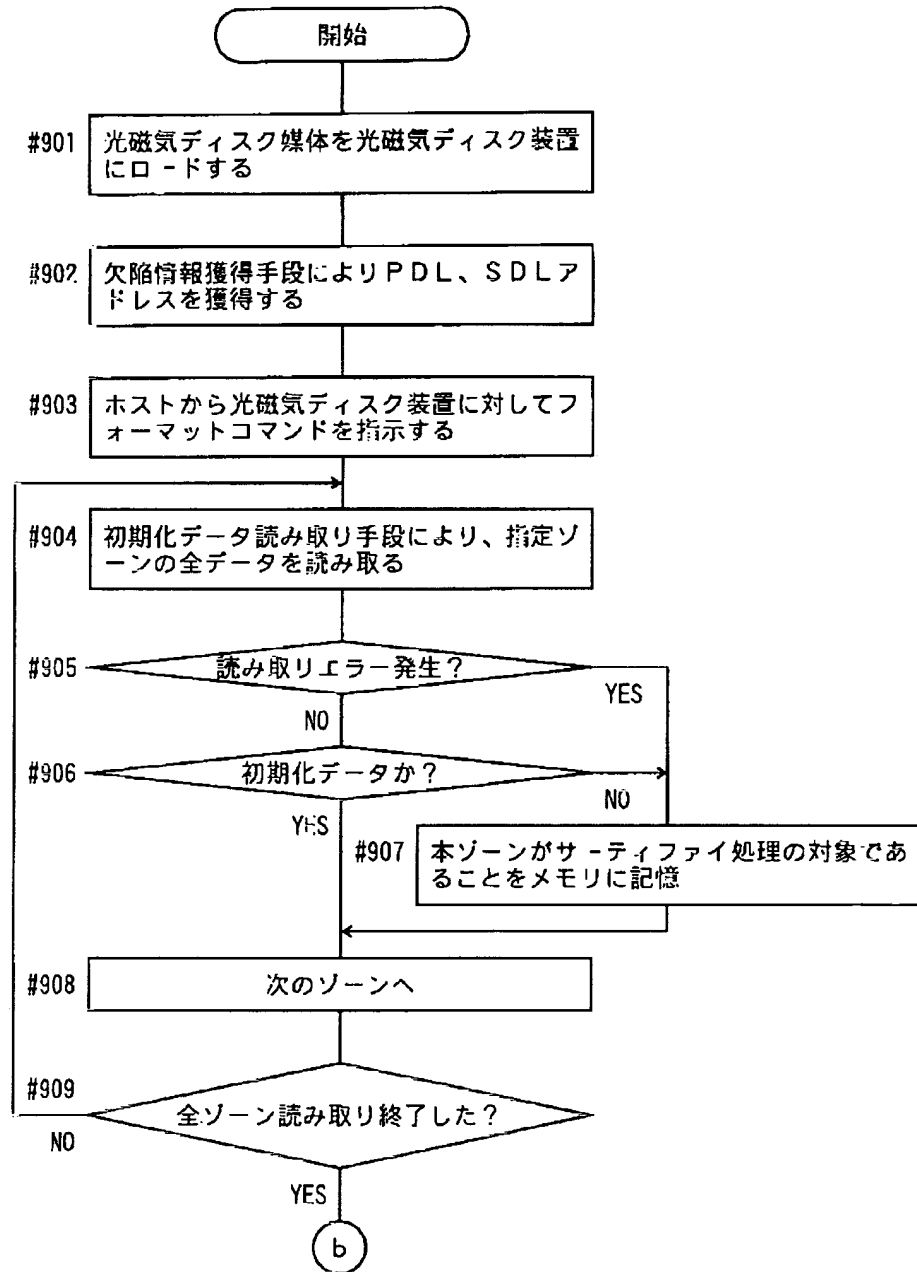 開始
#901
光磁気ディスク媒体を光磁気ディスク装置
にロードする
#902
欠陥情報獲得手段によりPDL、SDLア
ドレスを獲得する
#903
ホストから光磁気ディスク装置に対してフ
ォーマットコマンドを指示する
#904
初期化データ読み取り手段により、指定ゾ
ーンの全データを読み取る
#905
読み取りエラー発生?
YES
NO
#906
初期化データか?
NO
YES
#907
本ゾーンがサーティファイ処理の対象であ
ることをメモリに記憶
#908
次のゾーンへ
#909
全ゾーン読み取り終了した?
NO
YES
b